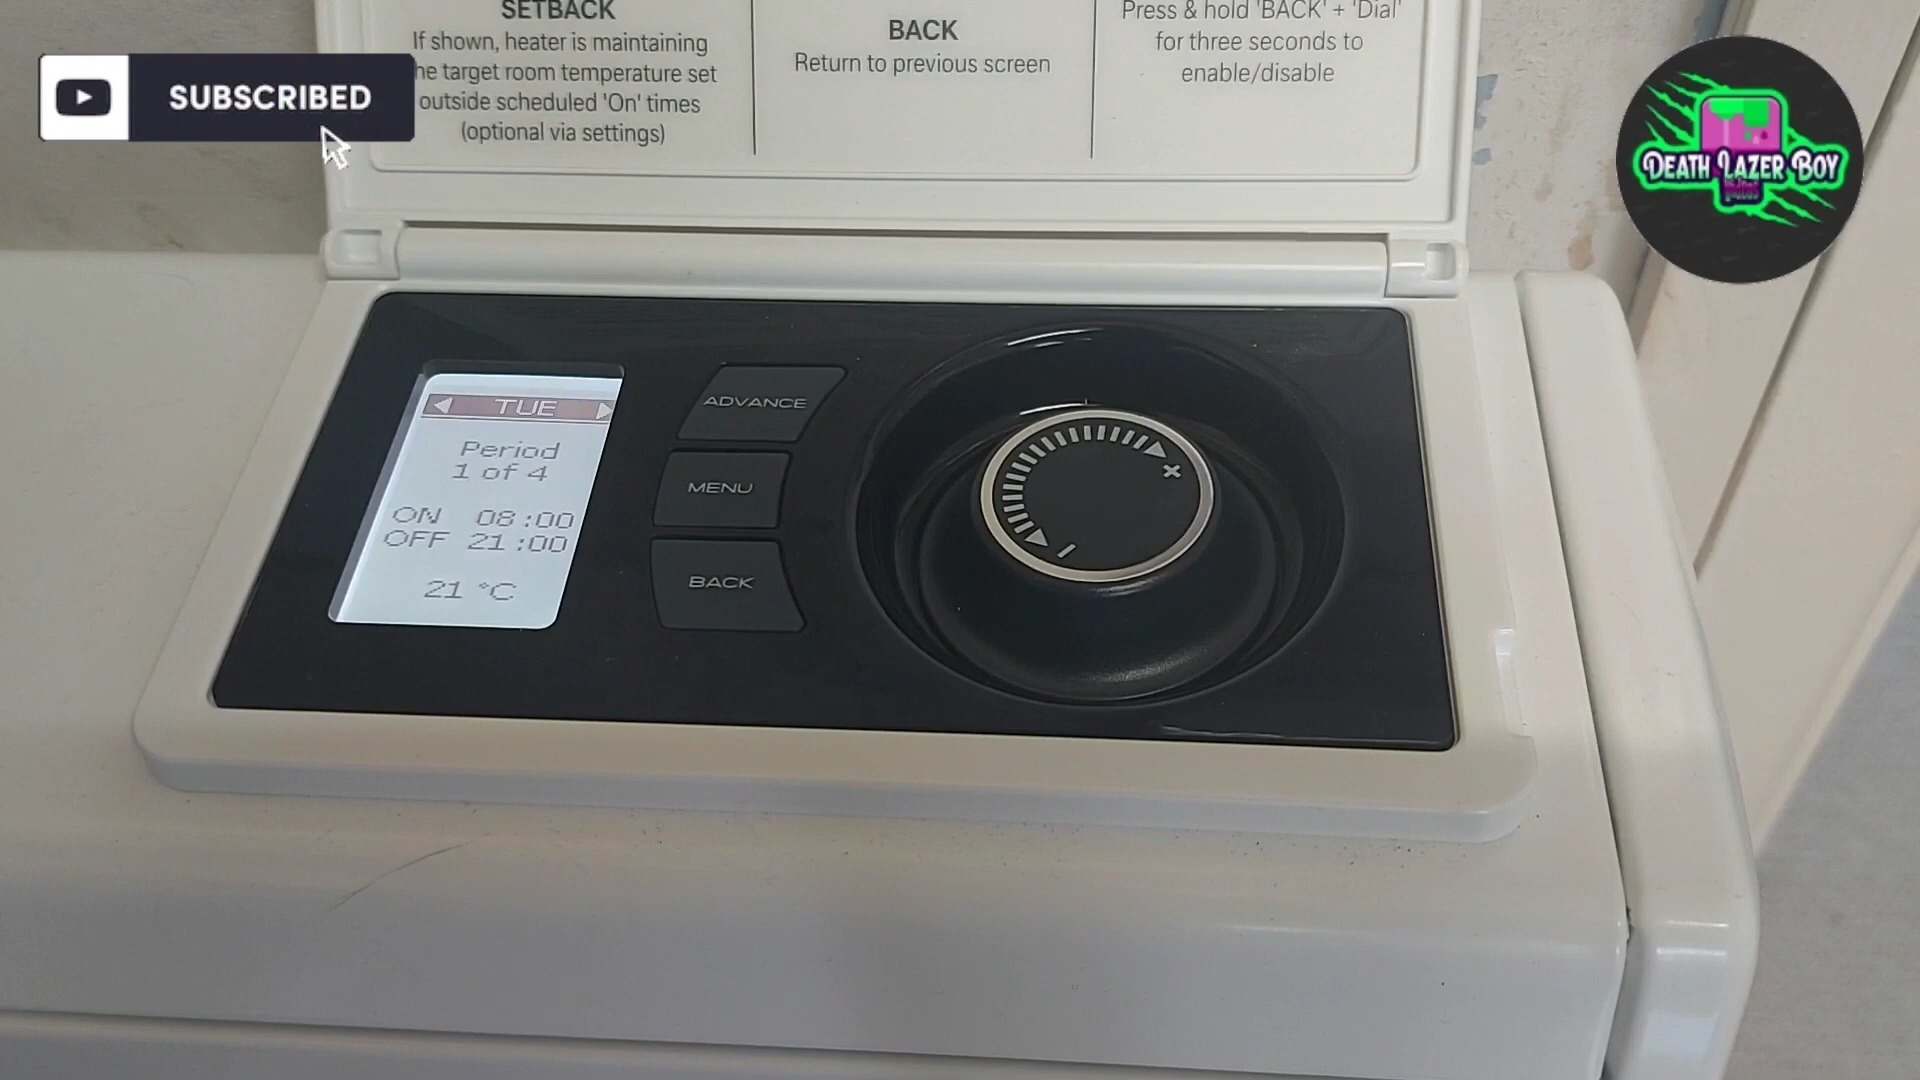 SETBACK
If shown, heater is maintaining
he target room temperature set
outside scheduled 'On' times
(optional via settings)
BACK
Return to previous screen
Press & hold 'BACK' + 'Dial'
for three seconds to
enable/disable
SUBSCRIBED
DEATH LAZER BOY
TUE
Period
1 of 4
ON 08:00
OFF 21:00
21 °C
ADVANCE
MENU
BACK